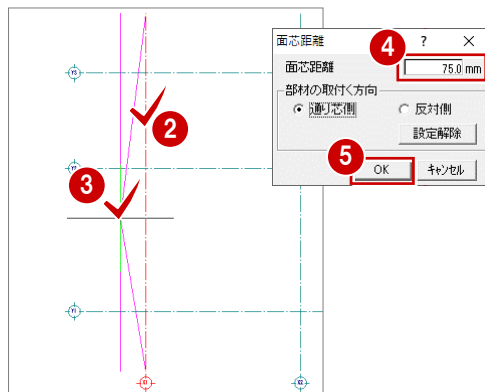 面芯距離 ? ×
4
面芯距離 75.0 mm
部材の取付く方向
通り芯側 反対側
設定解除
5
OK キャンセル
Y3
2
Y2
3
Y1
X1 X2